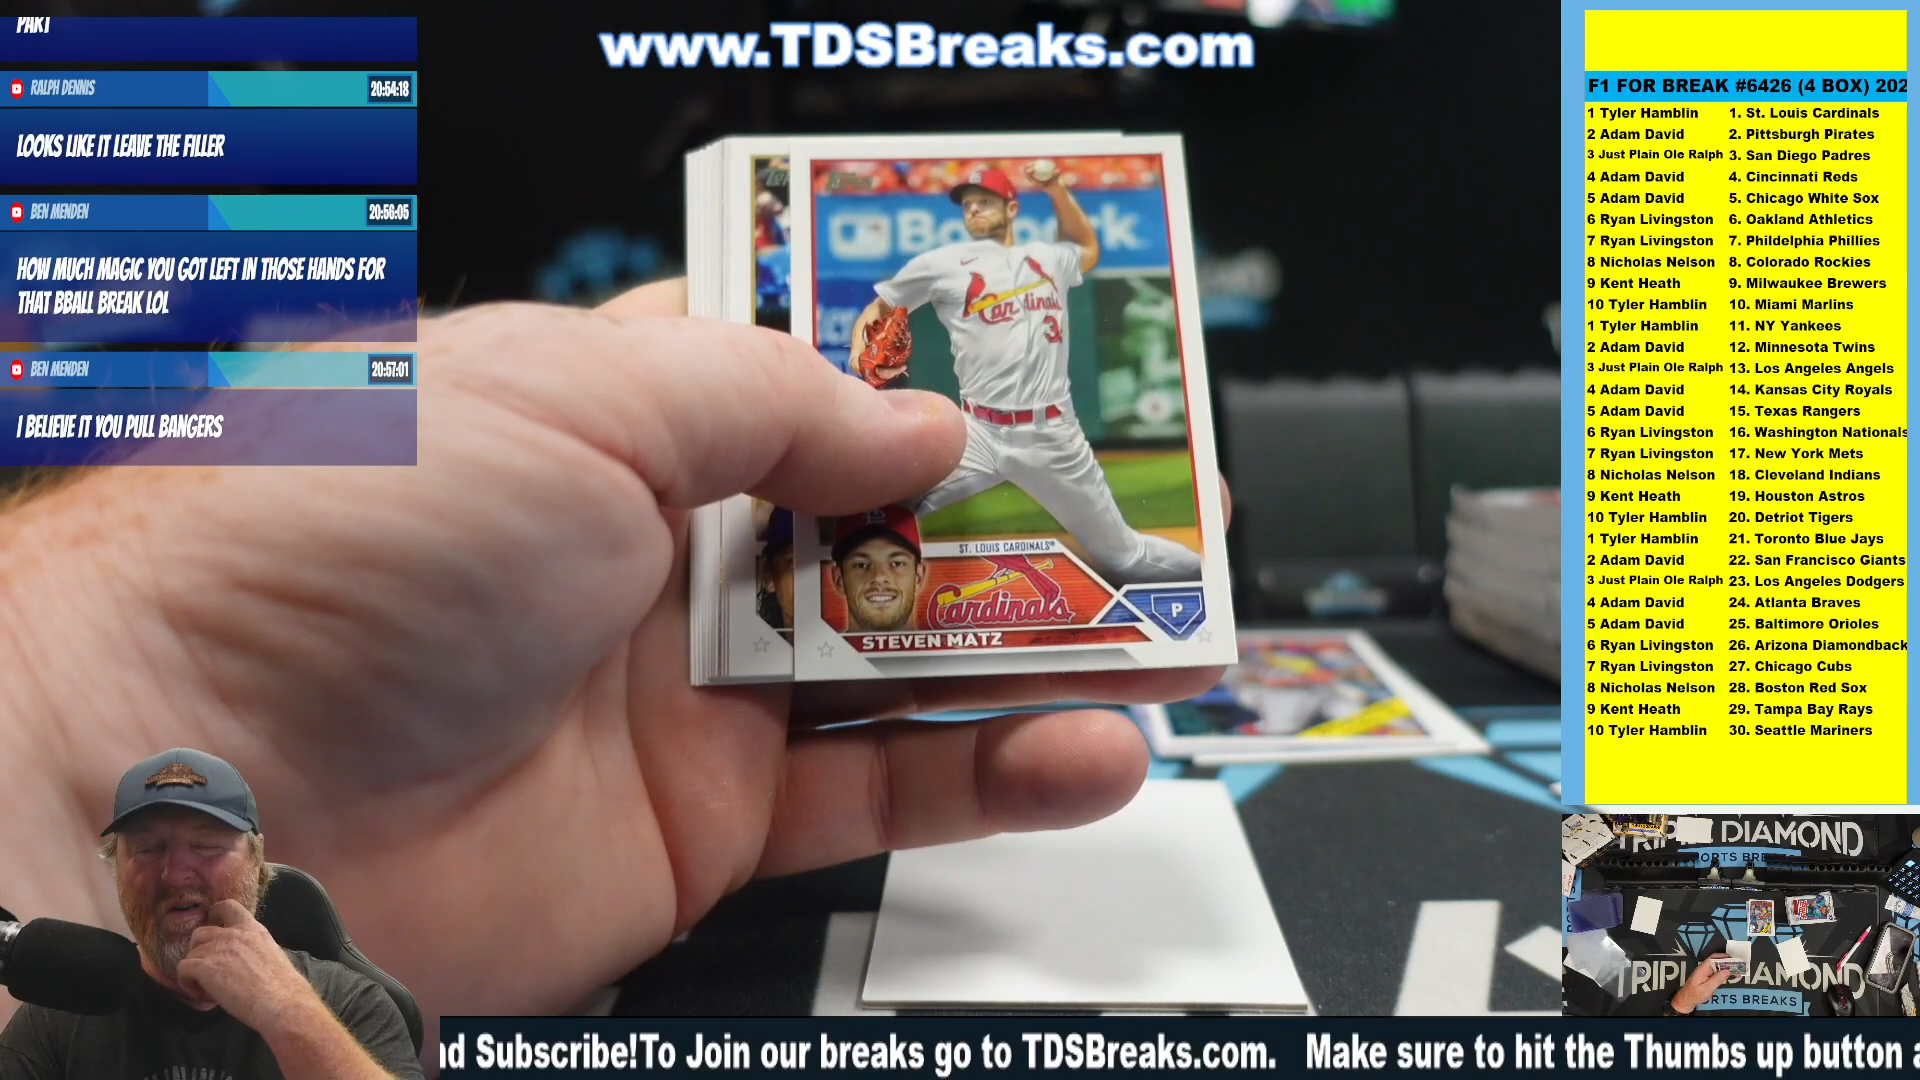 PART
RALPH DENNIS
20:54:18
LOOKS LIKE IT LEAVE THE FILLER
BEN MENDEN
20:56:05
HOW MUCH MAGIC YOU GOT LEFT IN THOSE HANDS FOR
THAT BBALL BREAK LOL
BEN MENDEN
20:57:01
I BELIEVE IT YOU PULL BANGERS
www.TDSBreaks.com
Topps
Cardinals
3
ST. LOUIS CARDINALS®
Cardinals
P
STEVEN MATZ
F1 FOR BREAK #6426 (4 BOX) 202
1 Tyler Hamblin 1. St. Louis Cardinals
2 Adam David 2. Pittsburgh Pirates
3 Just Plain Ole Ralph 3. San Diego Padres
4 Adam David 4. Cincinnati Reds
5 Adam David 5. Chicago White Sox
6 Ryan Livingston 6. Oakland Athletics
7 Ryan Livingston 7. Phildelphia Phillies
8 Nicholas Nelson 8. Colorado Rockies
9 Kent Heath 9. Milwaukee Brewers
10 Tyler Hamblin 10. Miami Marlins
1 Tyler Hamblin 11. NY Yankees
2 Adam David 12. Minnesota Twins
3 Just Plain Ole Ralph 13. Los Angeles Angels
4 Adam David 14. Kansas City Royals
5 Adam David 15. Texas Rangers
6 Ryan Livingston 16. Washington Nationals
7 Ryan Livingston 17. New York Mets
8 Nicholas Nelson 18. Cleveland Indians
9 Kent Heath 19. Houston Astros
10 Tyler Hamblin 20. Detriot Tigers
1 Tyler Hamblin 21. Toronto Blue Jays
2 Adam David 22. San Francisco Giants
3 Just Plain Ole Ralph 23. Los Angeles Dodgers
4 Adam David 24. Atlanta Braves
5 Adam David 25. Baltimore Orioles
6 Ryan Livingston 26. Arizona Diamondback
7 Ryan Livingston 27. Chicago Cubs
8 Nicholas Nelson 28. Boston Red Sox
9 Kent Heath 29. Tampa Bay Rays
10 Tyler Hamblin 30. Seattle Mariners
TRIPLE DIAMOND
ORTS BRE
TRIPLE DIAMOND
ORTS BREAKS
nd Subscribe!To Join our breaks go to TDSBreaks.com. Make sure to hit the Thumbs up button a